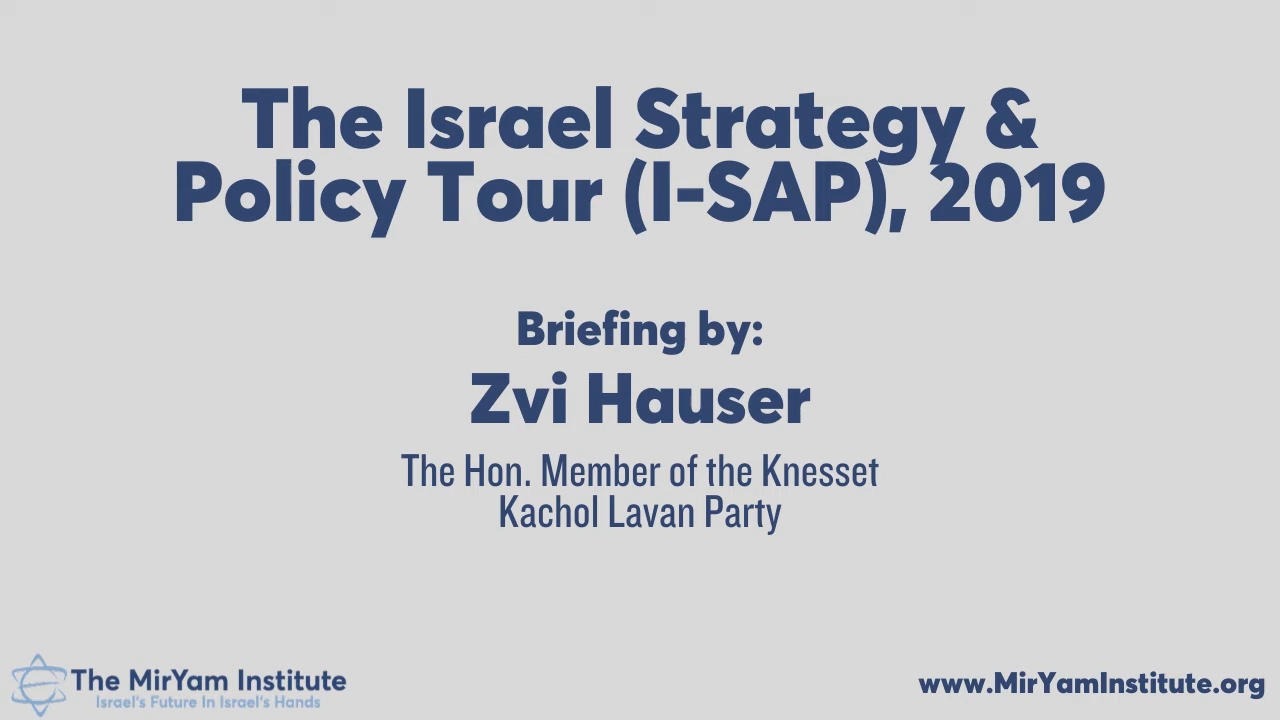 The Israel Strategy &
Policy Tour (I-SAP), 2019
Briefing by:
Zvi Hauser
The Hon. Member of the Knesset
Kachol Lavan Party
The MirYam Institute
Israel's Future In Israel's Hands
www.MirYamInstitute.org